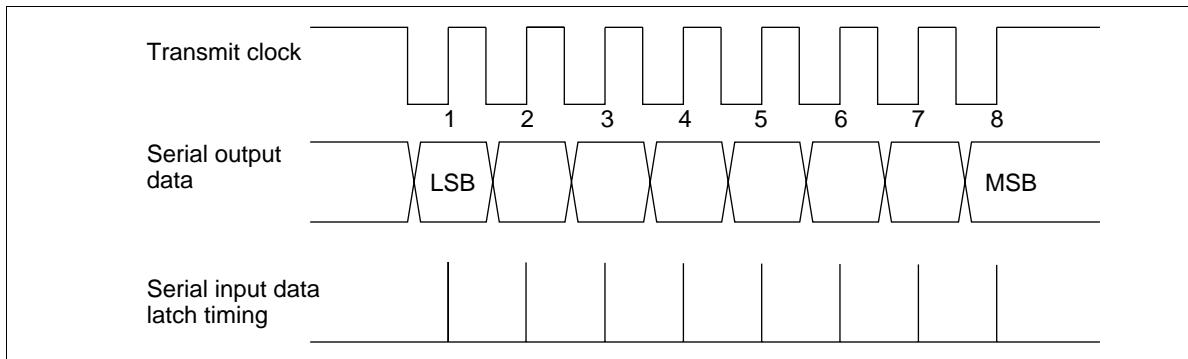 Transmit clock
1 2 3 4 5 6 7 8
Serial output
data
LSB
MSB
Serial input data
latch timing